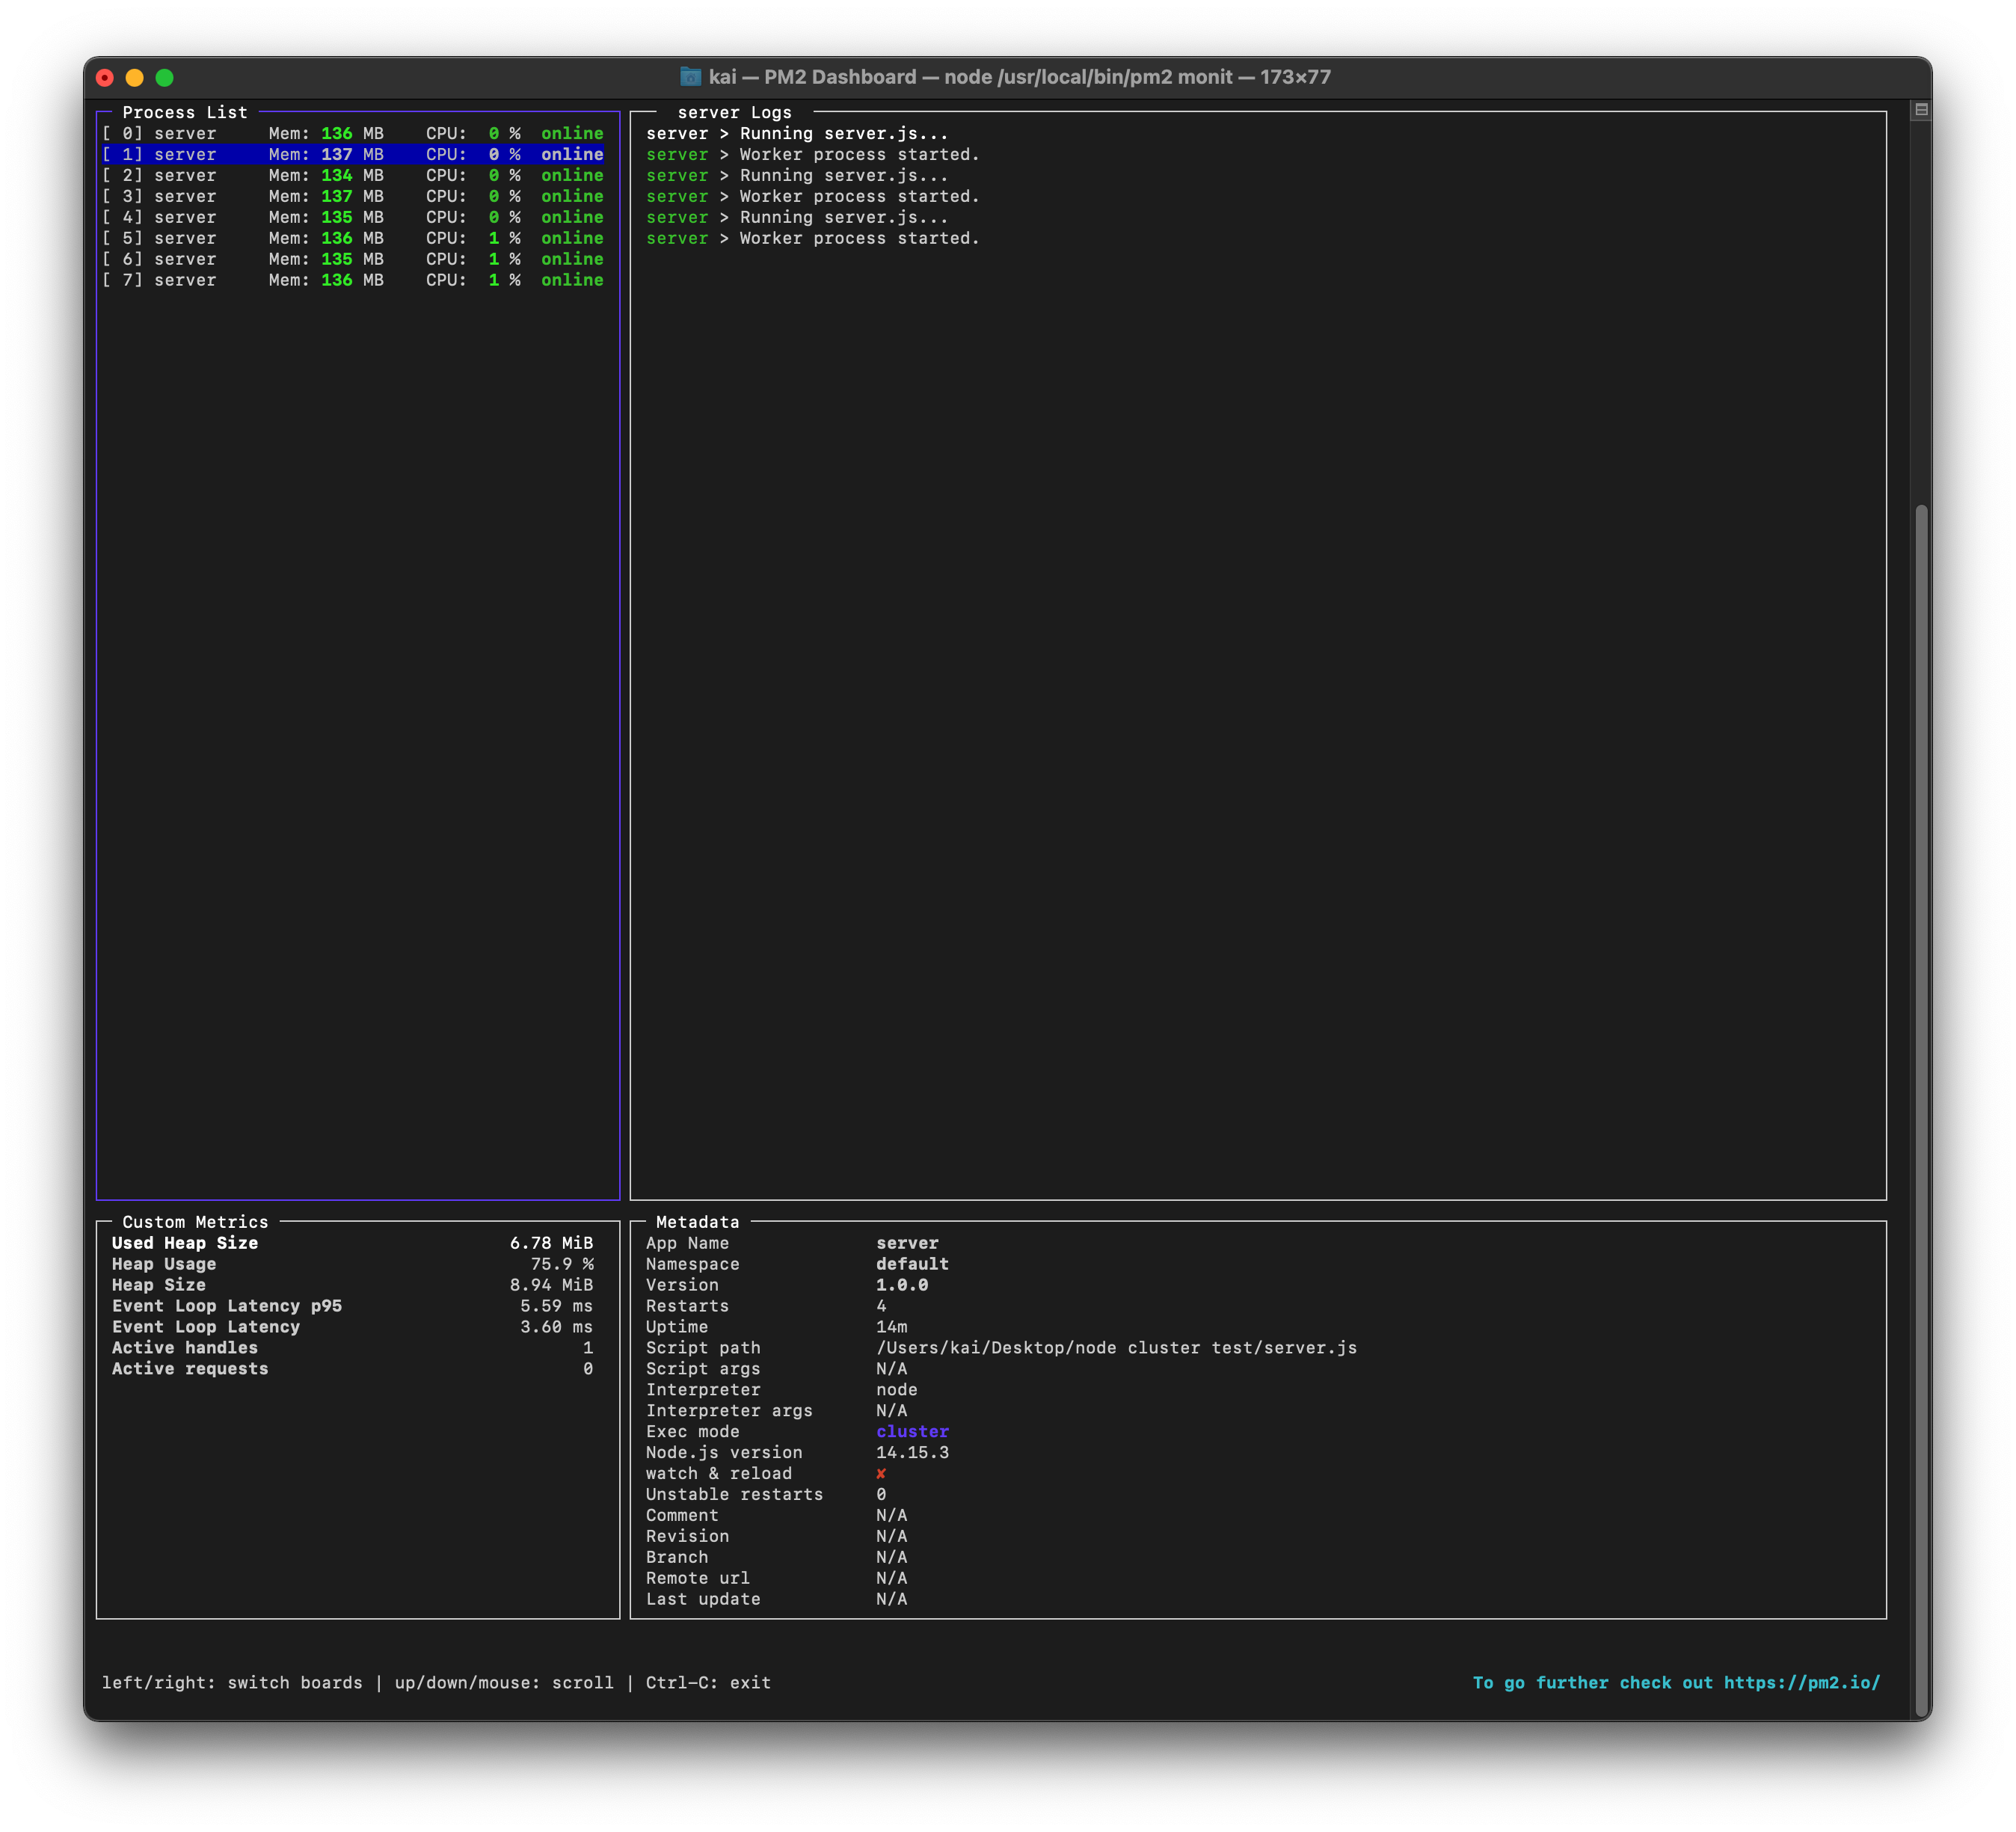 kai — PM2 Dashboard — node /usr/local/bin/pm2 monit — 173×77
Process List
[ 0] server     Mem: 136 MB    CPU:  0 %  online
[ 1] server     Mem: 137 MB    CPU:  0 %  online
[ 2] server     Mem: 134 MB    CPU:  0 %  online
[ 3] server     Mem: 137 MB    CPU:  0 %  online
[ 4] server     Mem: 135 MB    CPU:  0 %  online
[ 5] server     Mem: 136 MB    CPU:  1 %  online
[ 6] server     Mem: 135 MB    CPU:  1 %  online
[ 7] server     Mem: 136 MB    CPU:  1 %  online
server Logs
server > Running server.js...
server > Worker process started.
server > Running server.js...
server > Worker process started.
server > Running server.js...
server > Worker process started.
Custom Metrics
Used Heap Size 6.78 MiB
Heap Usage 75.9 %
Heap Size 8.94 MiB
Event Loop Latency p95 5.59 ms
Event Loop Latency 3.60 ms
Active handles 1
Active requests 0
Metadata
App Name server
Namespace default
Version 1.0.0
Restarts 4
Uptime 14m
Script path /Users/kai/Desktop/node cluster test/server.js
Script args N/A
Interpreter node
Interpreter args N/A
Exec mode cluster
Node.js version 14.15.3
watch & reload ✘
Unstable restarts 0
Comment N/A
Revision N/A
Branch N/A
Remote url N/A
Last update N/A
left/right: switch boards | up/down/mouse: scroll | Ctrl-C: exit
To go further check out https://pm2.io/